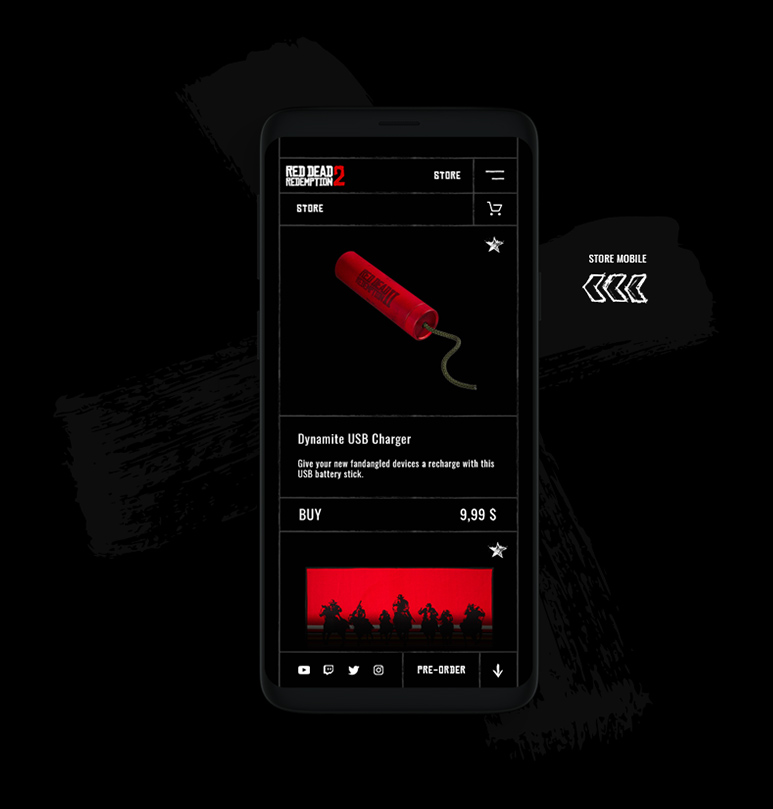 RED DEAD
REDEMPTION 2
STORE
STORE
STORE MOBILE
Dynamite USB Charger
Give your new fandangled devices a recharge with this
USB battery stick.
BUY 9,99 $
PRE-ORDER